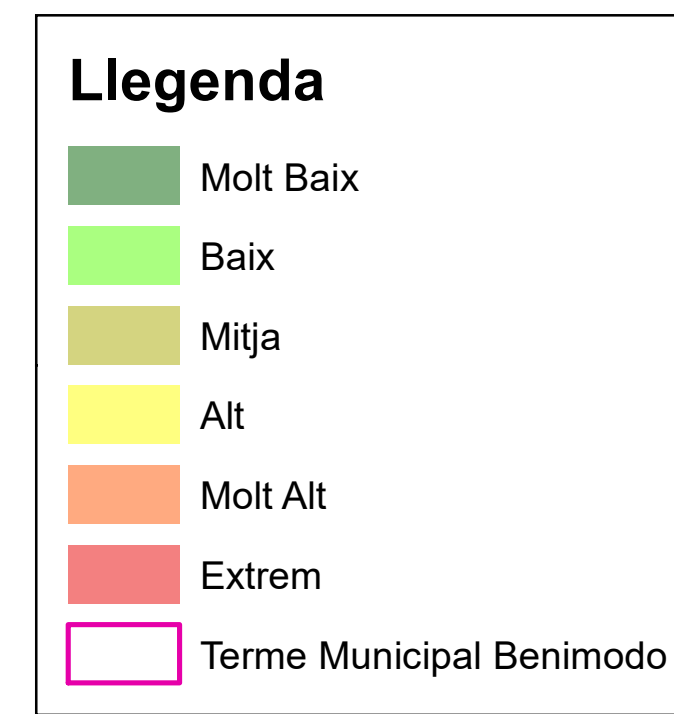 Llegenda
Molt Baix
Baix
Mitja
Alt
Molt Alt
Extrem
Terme Municipal Benimodo